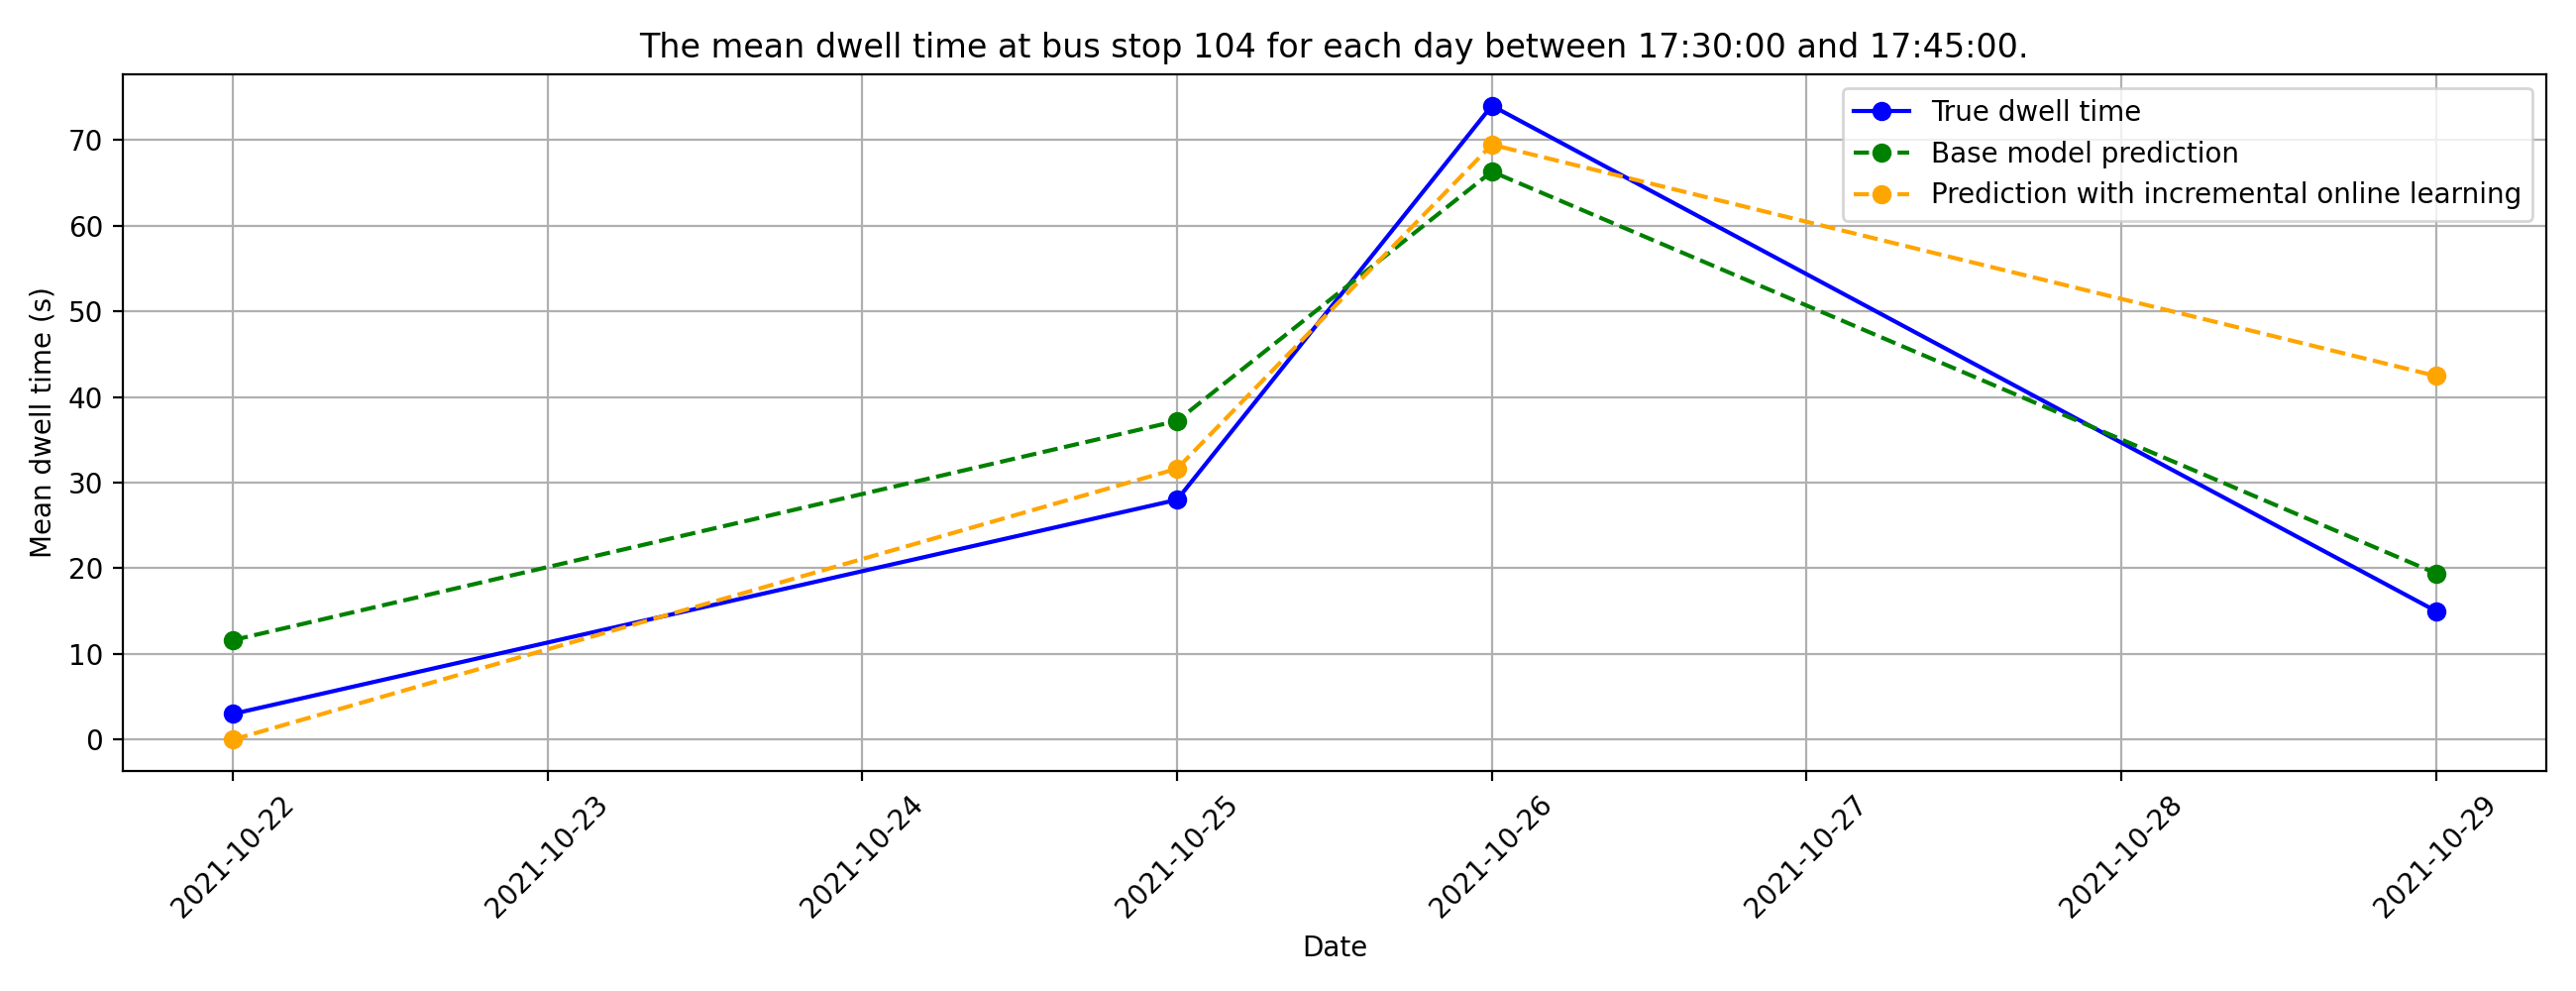 The mean dwell time at bus stop 104 for each day between 17:30:00 and 17:45:00.
True dwell time
Base model prediction
Prediction with incremental online learning
Mean dwell time (s)
70
60
50
40
30
20
10
0
2021-10-22
2021-10-23
2021-10-24
2021-10-25
2021-10-26
2021-10-27
2021-10-28
2021-10-29
Date